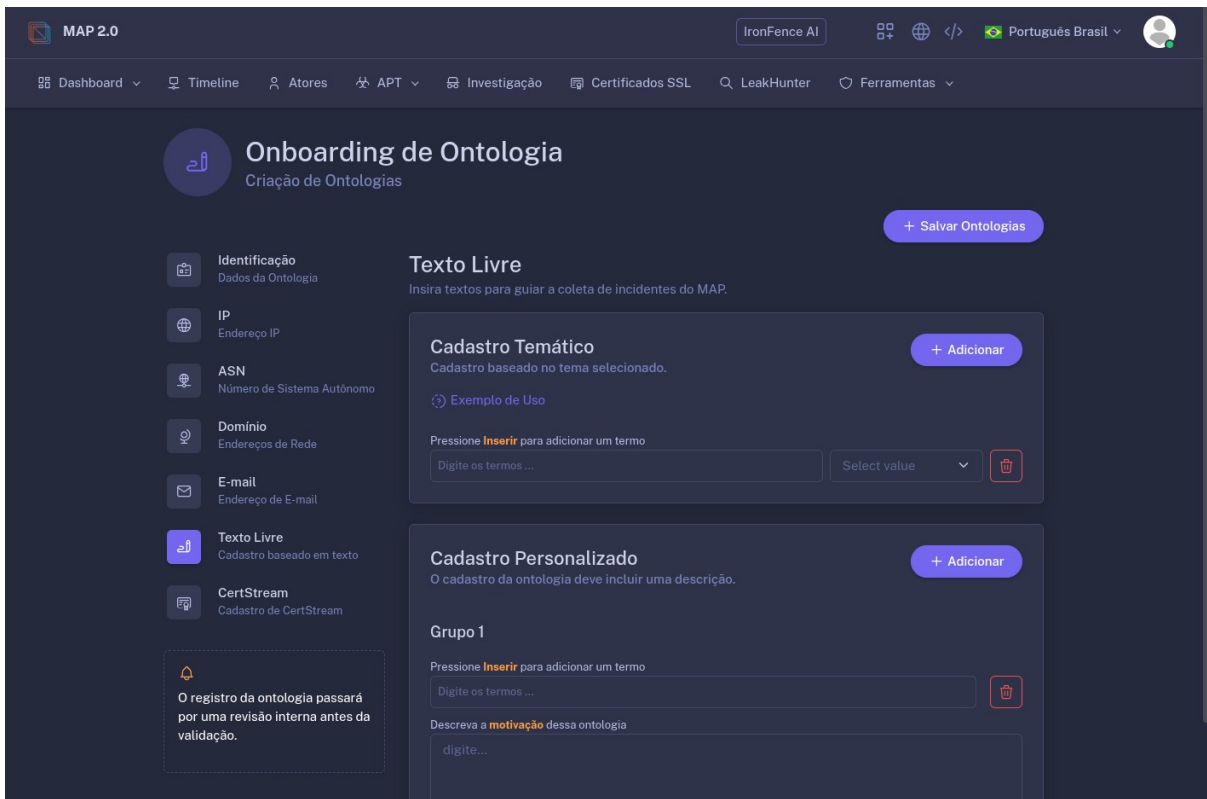 MAP 2.0
IronFence AI
</>
Português Brasil
Dashboard
Timeline
Atores
APT
Investigação
Certificados SSL
LeakHunter
Ferramentas
Onboarding de Ontologia
Criação de Ontologias
+ Salvar Ontologias
Identificação
Dados da Ontologia
IP
Endereço IP
ASN
Número de Sistema Autônomo
Domínio
Endereços de Rede
E-mail
Endereço de E-mail
Texto Livre
Cadastro baseado em texto
CertStream
Cadastro de CertStream
O registro da ontologia passará
por uma revisão interna antes da
validação.
Texto Livre
Insira textos para guiar a coleta de incidentes do MAP.
Cadastro Temático
+ Adicionar
Cadastro baseado no tema selecionado.
Exemplo de Uso
Pressione Inserir para adicionar um termo
Digite os termos ...
Select value
Cadastro Personalizado
+ Adicionar
O cadastro da ontologia deve incluir uma descrição.
Grupo 1
Pressione Inserir para adicionar um termo
Digite os termos ...
Descreva a motivação dessa ontologia
digite...